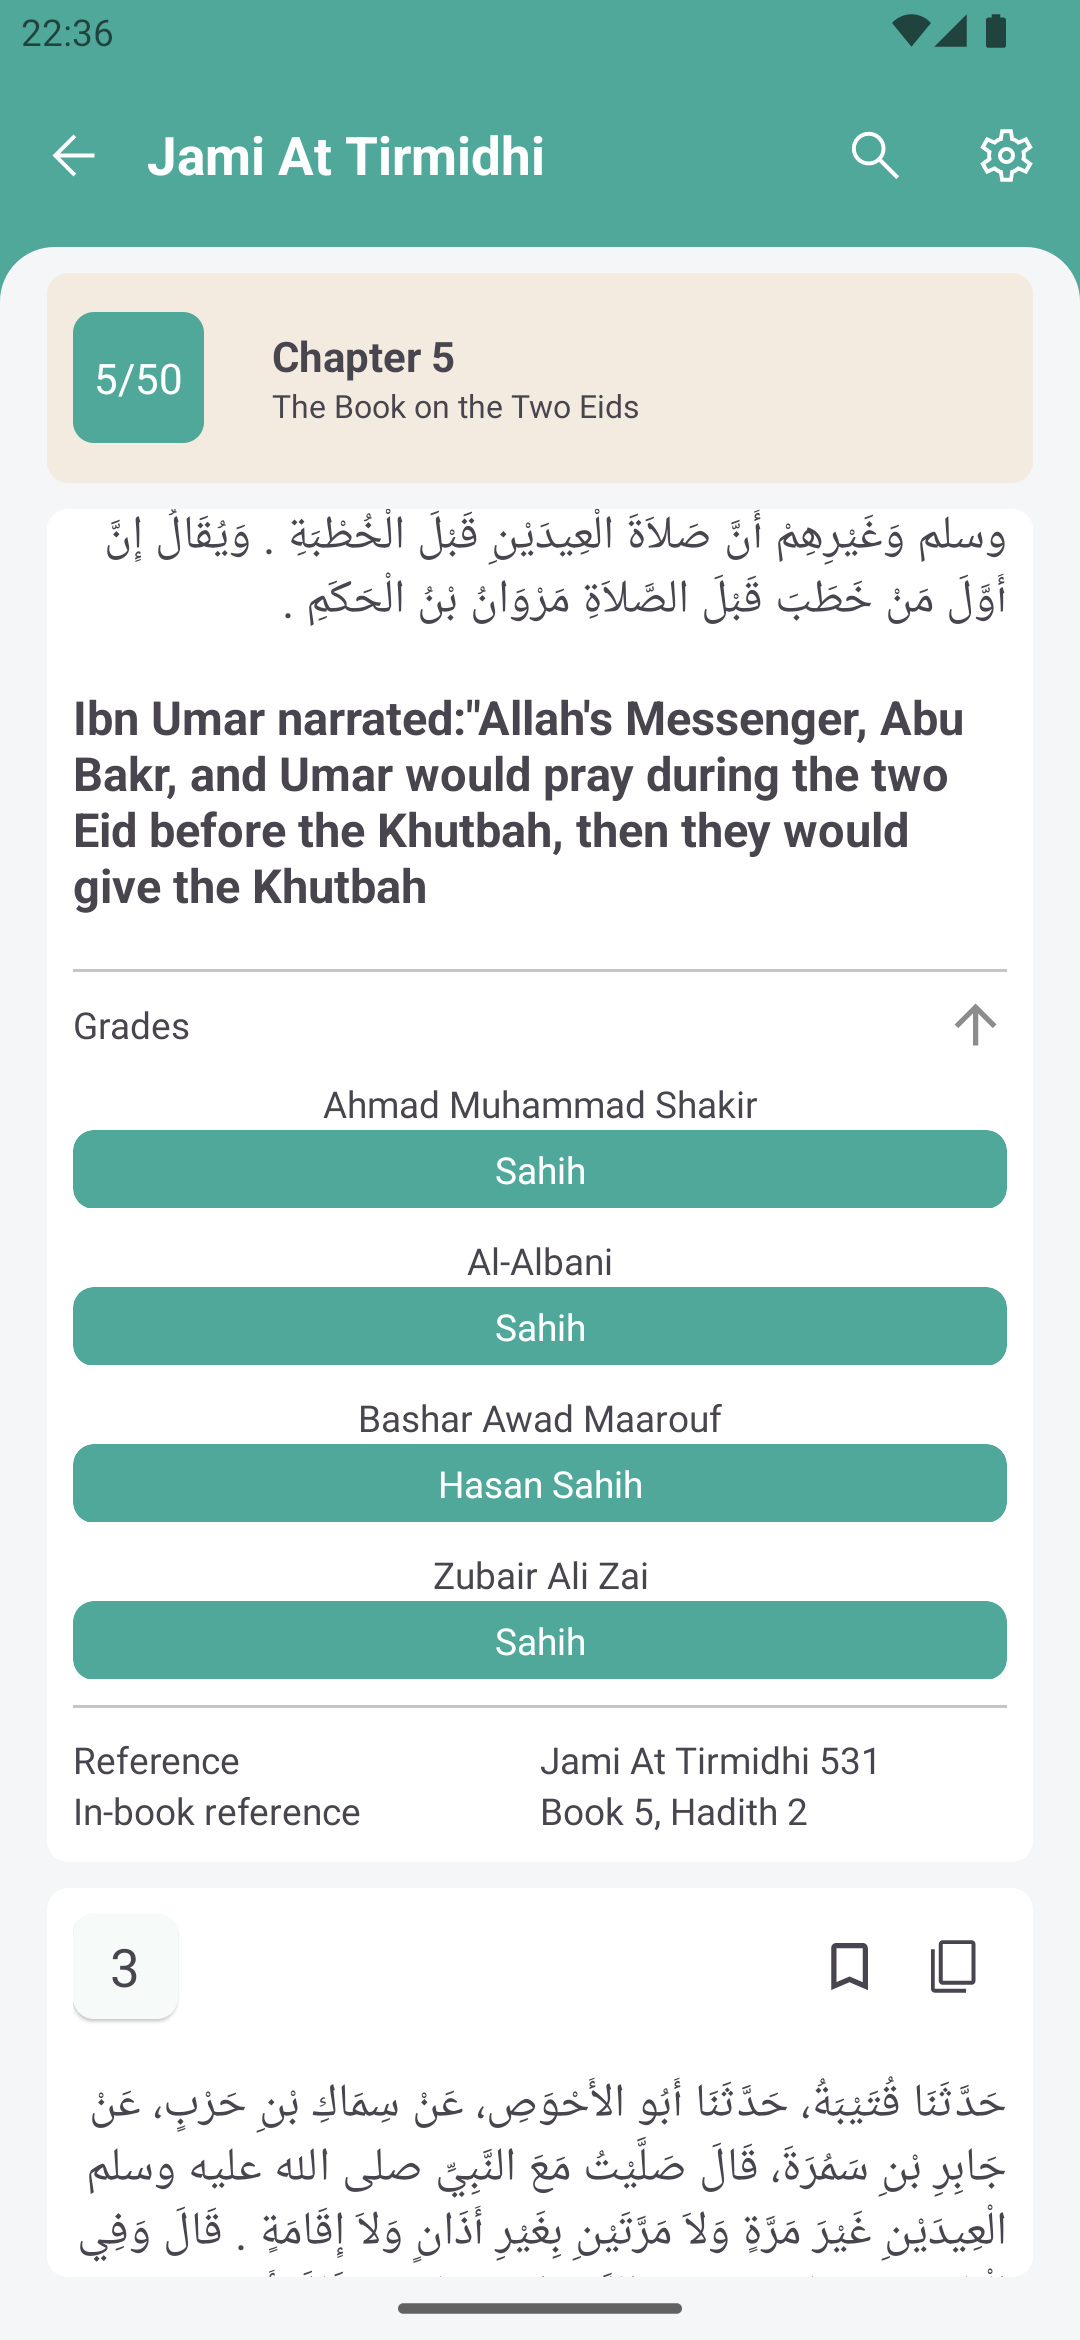 22:36
Jami At Tirmidhi
5/50
Chapter 5
The Book on the Two Eids
وسلم وَغَيْرِهِمْ أَنَّ صَلاَةَ الْعِيدَيْنِ قَبْلَ الْخُطْبَةِ . وَيُقَالُ إِنَّ
أَوَّلَ مَنْ خَطَبَ قَبْلَ الصَّلاَةِ مَرْوَانُ بْنُ الْحَكَمِ .
Ibn Umar narrated:"Allah's Messenger, Abu
Bakr, and Umar would pray during the two
Eid before the Khutbah, then they would
give the Khutbah
Grades
Ahmad Muhammad Shakir
Sahih
Al-Albani
Sahih
Bashar Awad Maarouf
Hasan Sahih
Zubair Ali Zai
Sahih
Reference Jami At Tirmidhi 531
In-book reference Book 5, Hadith 2
3
حَدَّثَنَا قُتَيْبَةُ، حَدَّثَنَا أَبُو الأَحْوَصِ، عَنْ سِمَاكِ بْنِ حَرْبٍ، عَنْ
جَابِرِ بْنِ سَمُرَةَ، قَالَ صَلَّيْتُ مَعَ النَّبِيِّ صلى الله عليه وسلم
الْعِيدَيْنِ غَيْرَ مَرَّةٍ وَلاَ مَرَّتَيْنِ بِغَيْرِ أَذَانٍ وَلاَ إِقَامَةٍ . قَالَ وَفِي